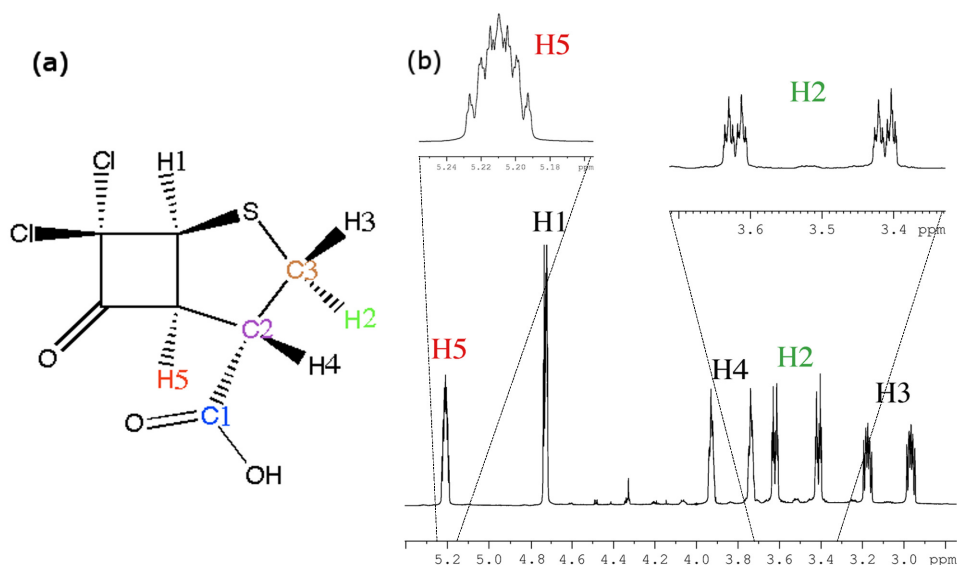 (a)
Cl
H1
Cl
S
H3
C3
H2
C2
H4
O
H5
C1
O
OH
(b)
H5
5.24 5.22 5.20 5.18 ppm
H2
3.6 3.5 3.4 ppm
H1
H5
H4
H2
H3
5.2 5.0 4.8 4.6 4.4 4.2 4.0 3.8 3.6 3.4 3.2 3.0 ppm